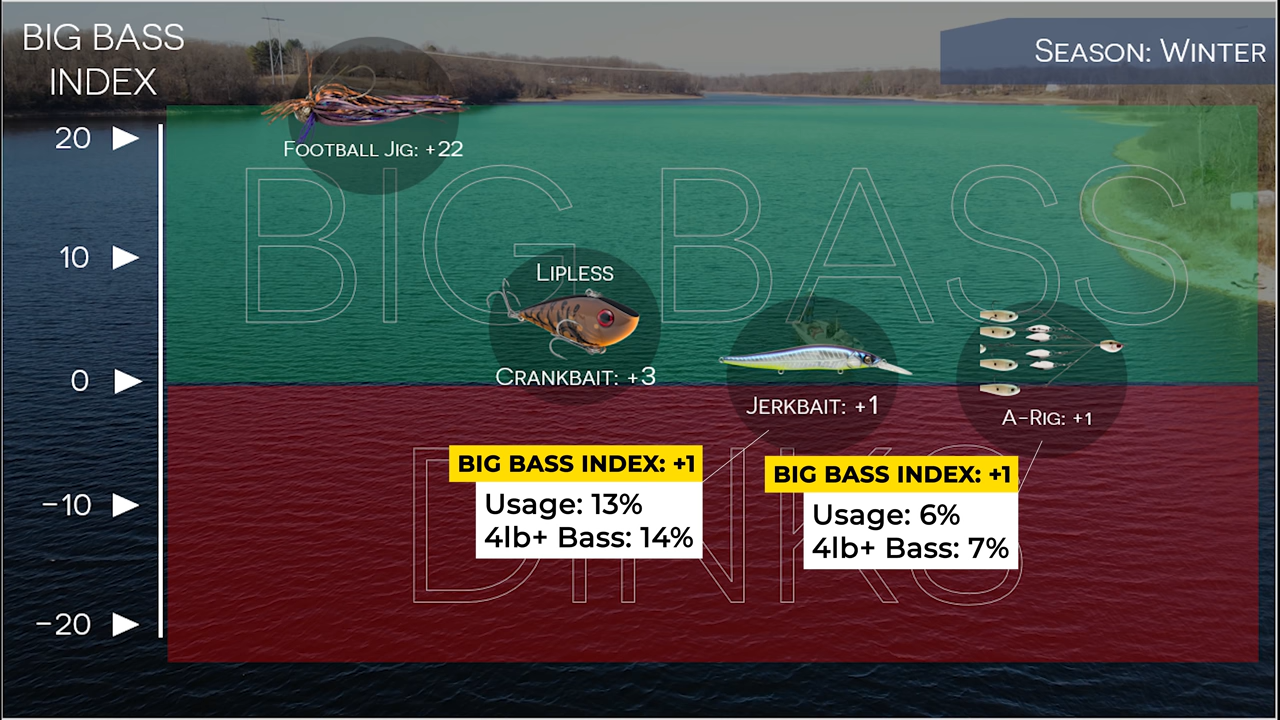 BIG BASS
INDEX
SEASON: WINTER
20
10
0
-10
-20
FOOTBALL JIG: +22
BIG BASS
LIPLESS
CRANKBAIT: +3
JERKBAIT: +1
A-RIG: +1
DINKS
BIG BASS INDEX: +1
Usage: 13%
4lb+ Bass: 14%
BIG BASS INDEX: +1
Usage: 6%
4lb+ Bass: 7%